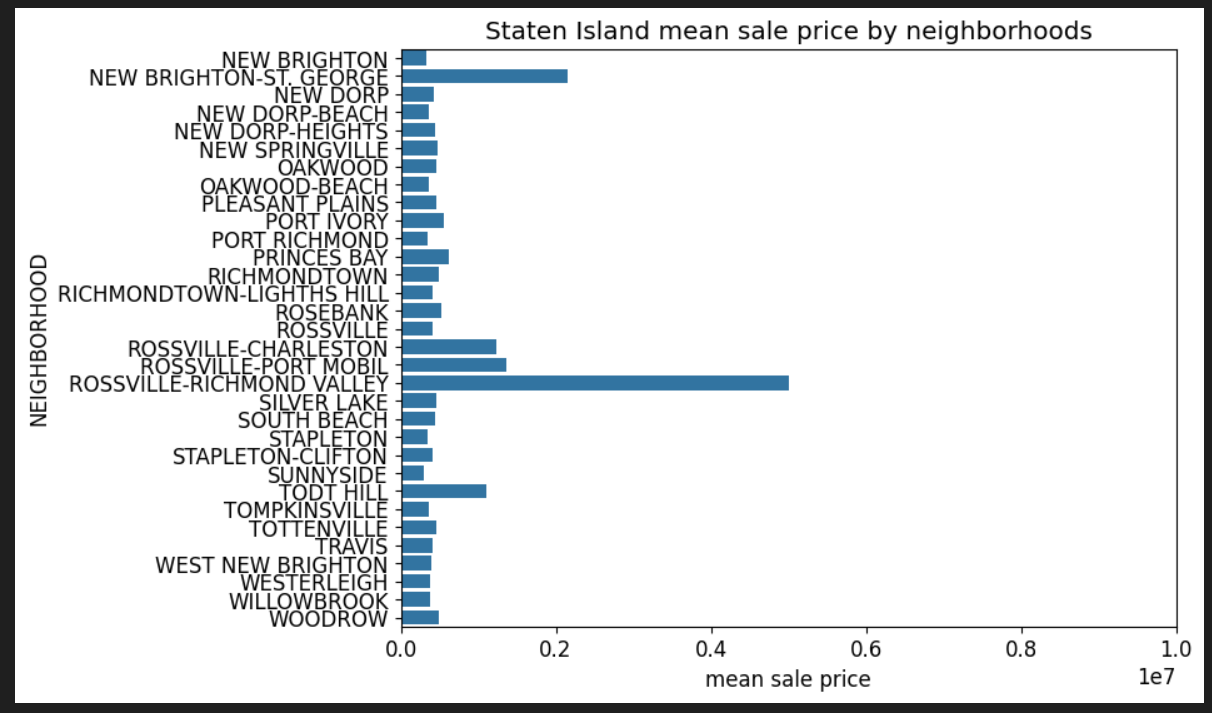 Staten Island mean sale price by neighborhoods
NEIGHBORHOOD
NEW BRIGHTON
NEW BRIGHTON-ST. GEORGE
NEW DORP
NEW DORP-BEACH
NEW DORP-HEIGHTS
NEW SPRINGVILLE
OAKWOOD
OAKWOOD-BEACH
PLEASANT PLAINS
PORT IVORY
PORT RICHMOND
PRINCES BAY
RICHMONDTOWN
RICHMONDTOWN-LIGHTHS HILL
ROSEBANK
ROSSVILLE
ROSSVILLE-CHARLESTON
ROSSVILLE-PORT MOBIL
ROSSVILLE-RICHMOND VALLEY
SILVER LAKE
SOUTH BEACH
STAPLETON
STAPLETON-CLIFTON
SUNNYSIDE
TODT HILL
TOMPKINSVILLE
TOTTENVILLE
TRAVIS
WEST NEW BRIGHTON
WESTERLEIGH
WILLOWBROOK
WOODROW
0.0 0.2 0.4 0.6 0.8 1.0
mean sale price
1e7